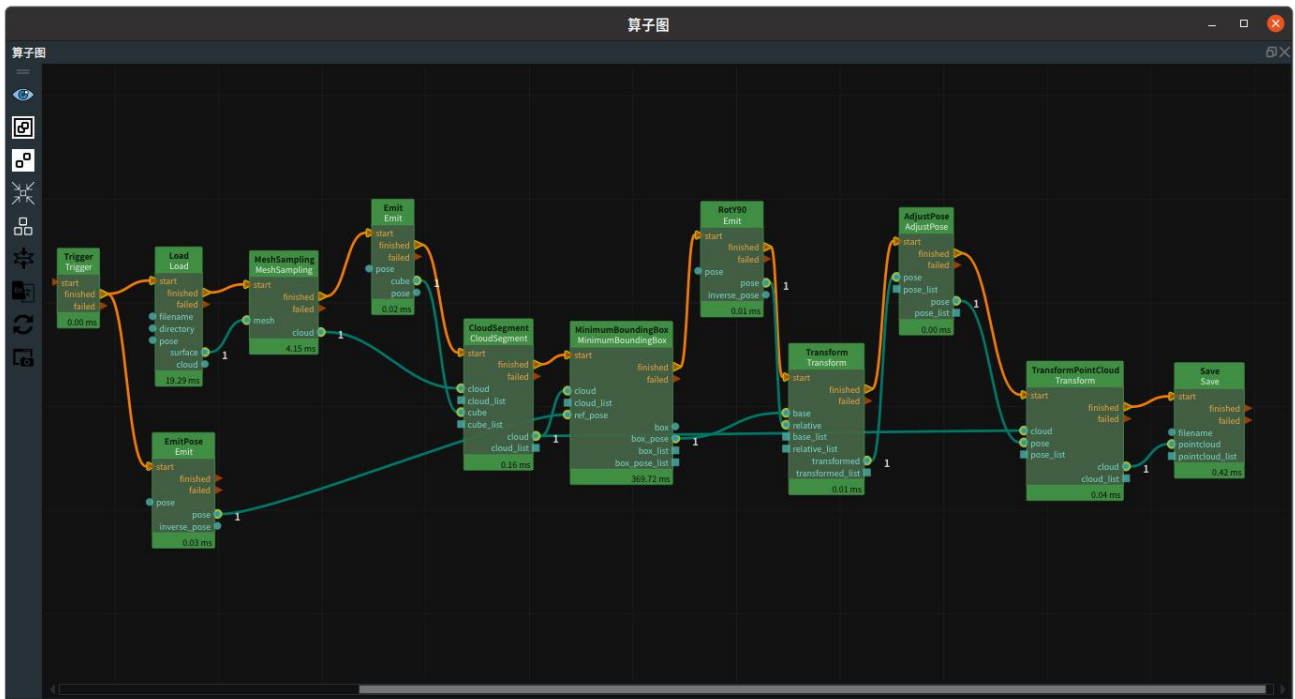 算子图
算子图
Trigger
Trigger
start
finished
failed
0.00 ms
Load
Load
start
finished
failed
filename
directory
pose
surface
cloud
19.29 ms
1
MeshSampling
MeshSampling
start
finished
failed
mesh
cloud
4.15 ms
1
Emit
Emit
start
finished
failed
pose
cube
pose
0.02 ms
1
EmitPose
Emit
start
finished
failed
pose
pose
inverse_pose
0.03 ms
1
CloudSegment
CloudSegment
start
finished
failed
cloud
cloud_list
cube
cube_list
cloud
cloud_list
0.16 ms
1
MinimumBoundingBox
MinimumBoundingBox
start
finished
failed
cloud
cloud_list
ref_pose
box
box_pose
box_list
box_pose_list
369.72 ms
1
RotY90
Emit
start
finished
failed
pose
pose
inverse_pose
0.01 ms
1
Transform
Transform
start
finished
failed
base
relative
base_list
relative_list
transformed
transformed_list
0.01 ms
1
AdjustPose
AdjustPose
start
finished
failed
pose
pose_list
pose
pose_list
0.00 ms
1
TransformPointCloud
Transform
start
finished
failed
cloud
pose
pose_list
cloud
cloud_list
0.04 ms
1
Save
Save
start
finished
failed
filename
pointcloud
pointcloud_list
0.42 ms